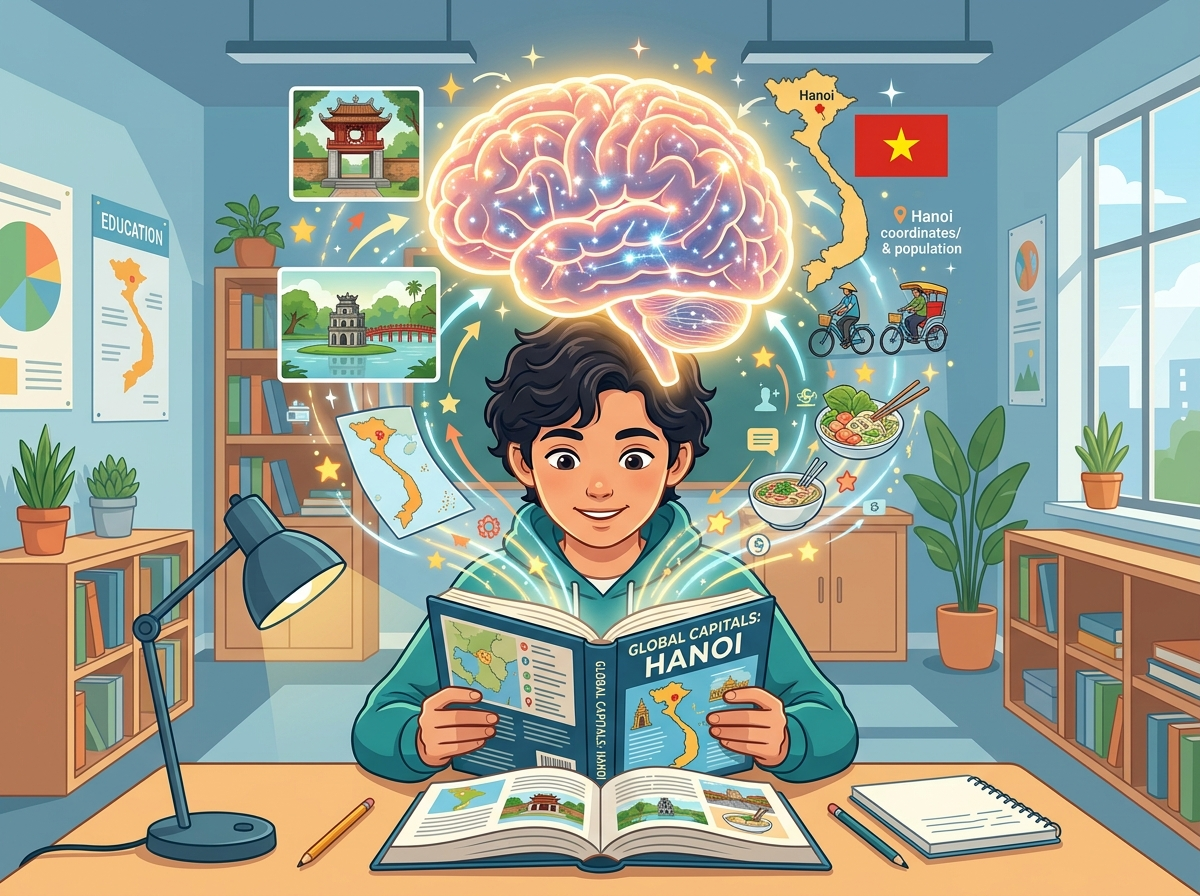 EDUCATION
Hanoi
Hanoi
coordinates/
& population
GLOBAL CAPITALS:
HANOI
GLOBAL CAPITALS: HANOI